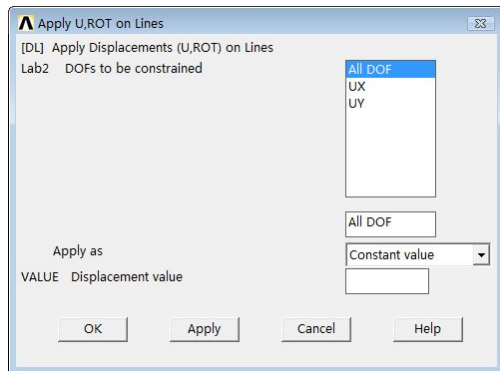 Apply U,ROT on Lines
[DL] Apply Displacements (U,ROT) on Lines
Lab2 DOFs to be constrained
All DOF
UX
UY
All DOF
Apply as
Constant value
VALUE Displacement value
OK
Apply
Cancel
Help